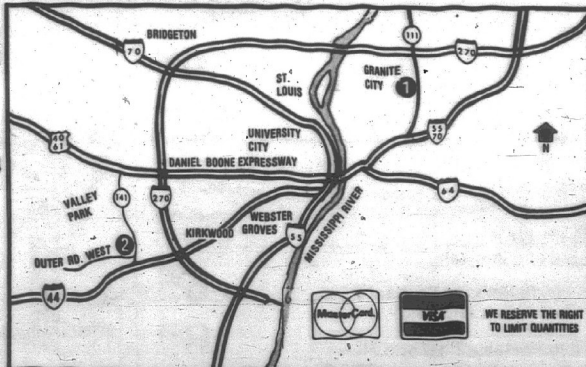 BRIDGETON
70
111
270
ST.
LOUIS
GRANITE
CITY
1
55
70
N
40
61
UNIVERSITY
CITY
DANIEL BOONE EXPRESSWAY
64
VALLEY
PARK
141
270
WEBSTER
GROVES
KIRKWOOD
55
MISSISSIPPI RIVER
OUTER RD. WEST
2
44
MasterCard
VISA
WE RESERVE THE RIGHT
TO LIMIT QUANTITIES